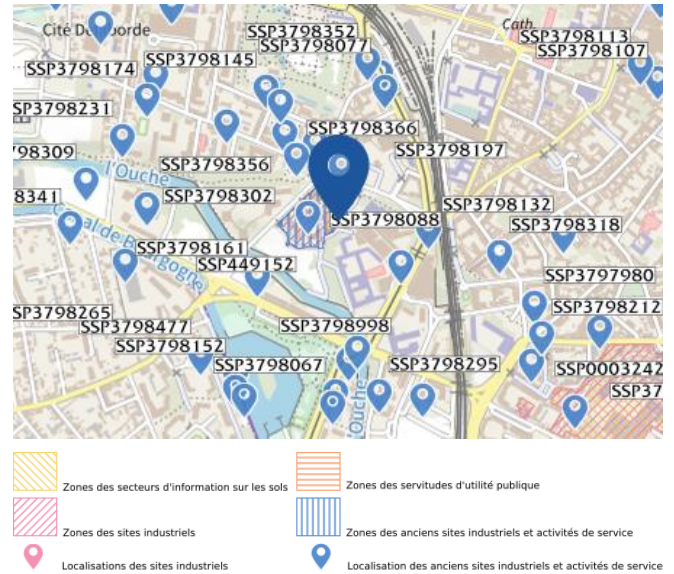 Cité D
orde
Cath.
SSP3798352
SSP3798077
SSP3798113
SSP3798107
SSP3798174
SSP3798145
SP3798231
SSP3798366
SSP3798197
798309
l'Ouche
SSP3798356
8341
SSP3798302
SSP3798132
SSP3798088
SSP3798318
Canal de Bourgogne
SSP3798161
SSP449152
SSP3797980
SSP3798265
SSP3798212
SSP3798477
SSP3798998
SSP3798152
SSP3798067
SSP3798295
SSP0003242
SSP37
l'Ouche
Zones des secteurs d'information sur les sols
Zones des servitudes d'utilité publique
Zones des sites industriels
Zones des anciens sites industriels et activités de service
Localisations des sites industriels
Localisation des anciens sites industriels et activités de service